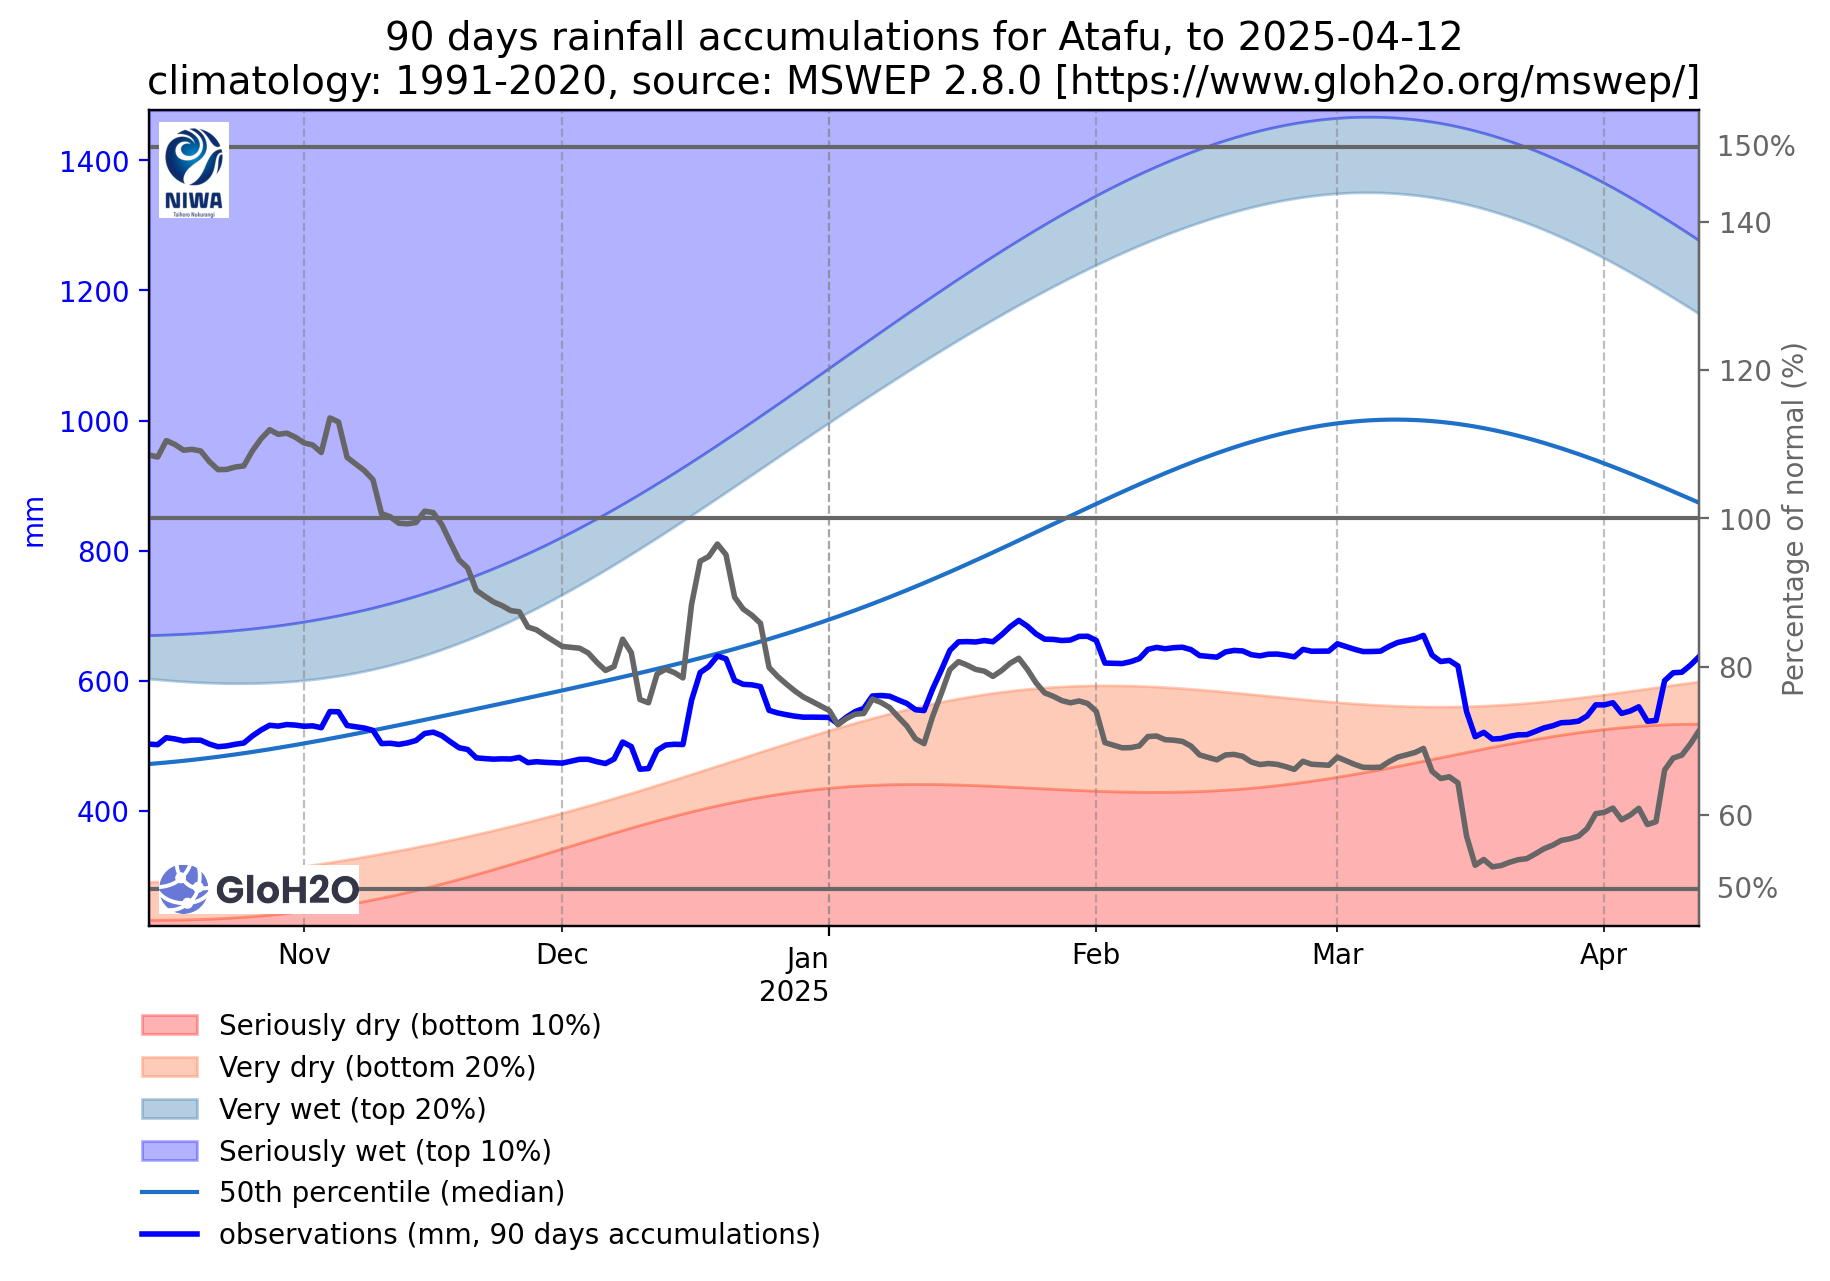 90 days rainfall accumulations for Atafu, to 2025-04-12
climatology: 1991-2020, source: MSWEP 2.8.0 [https://www.gloh2o.org/mswep/]
NIWA
Taihoro Nukurangi
1400
1200
1000
800
600
400
mm
150%
140
120
100
80
60
50%
Percentage of normal (%)
GloH2O
Nov
Dec
Jan
2025
Feb
Mar
Apr
Seriously dry (bottom 10%)
Very dry (bottom 20%)
Very wet (top 20%)
Seriously wet (top 10%)
50th percentile (median)
observations (mm, 90 days accumulations)